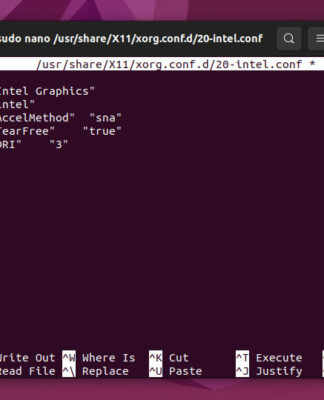 sudo nano /usr/share/X11/xorg.conf.d/20-intel.conf
/usr/share/X11/xorg.conf.d/20-intel.conf *
Intel Graphics"
intel"
AccelMethod"  "sna"
TearFree"    "true"
DRI"    "3"
Write Out ^W Where Is ^K Cut ^T Execute
Read File ^\ Replace ^U Paste ^J Justify